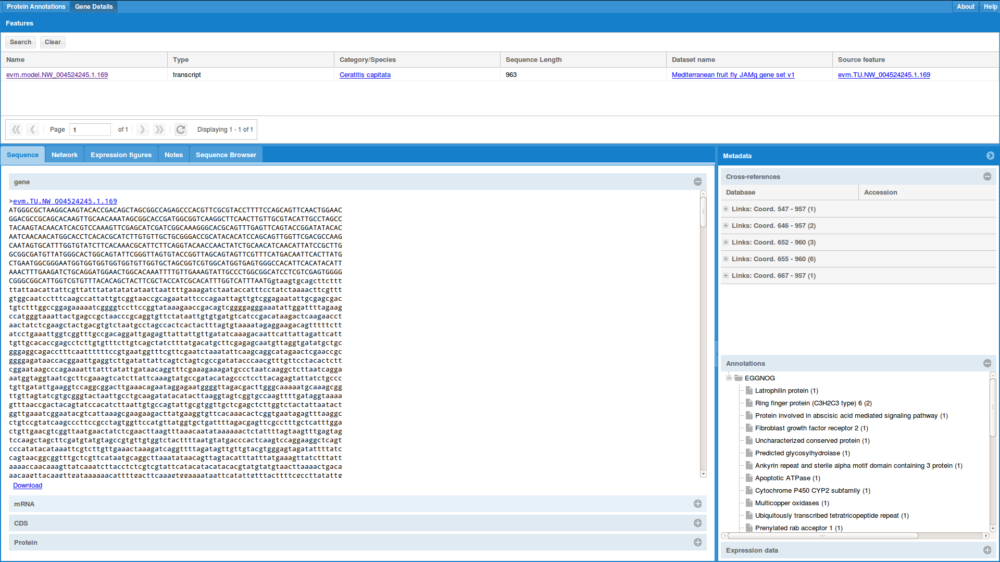 Protein Annotations Gene Details About Help
Features
Search Clear
Name Type Category/Species Sequence Length Dataset name Source feature
evm.model.NW_004524245.1.169 transcript Ceratitis capitata 963 Mediterranean fruit fly JAMg gene set v1 evm.TU.NW_004524245.1.169
Page 1 of 1 Displaying 1 - 1 of 1
Sequence Network Expression figures Notes Sequence Browser
gene
>evm.TU.NW_004524245.1.169
ATGGGCGCTAAGGCAAGTACACCGACAGCTAGCGGCCAGAGCCCACGTTCGCGTACCTTTTCCAGCAGTTCAACTGGAAC
GGACGCCGCAGCACAAGTTGCAACAAATAGCGGCACCGATGGCGGTCAAGGCTTCAACTTGTTGCGTACATTGCCTAGCC
TACAAGTACAACATCACGTCCAAAGTTCGAGCATCGATCGGCAAAGGGCACGCAGTTTGAGTTCAGTACCGGATATACAC
AATCAACAACATGGCACCTCACACGCATCTTGTGTTGCTGCGGGACCGCATACACATCCAGCAGTTGGTTCGACGCCAAG
CAATAGTGCATTTGGTGTATCTTCACAAACGCATTCTTCAGGTACAACCAACTATCTGCAACATCAACATTATCCGCTTG
GCGGCGATGTTATGGGCACTGGCAGTATTCGGGTTAGTGTACCGGTTAGCAGTAGTTCGTTTCATGACAATTCACTTATG
CTGAATGGCGGGAATGGTGGTGGTGGTGGTGTTGGTGCTAGCGGTCGTGGCATGGTGAGTGGGCCACATTCACATACATT
AAACTTTGAAGATCTGCAGGATGGAACTGGCACAAATTTTGTTGAAAGTATTGCCCTGGCGGCATCCTCGTCGAGTGGGG
CGGGCGGCATTGGTCGTGTTTACACAGCTACTTCGCTACCATCGCACATTTGGTCATTTAATGgtaagtgcagcttcttt
ttattaacattattcgttatttatatatatataattaattttgaaagatctaataccatttcctatctaaaacttcgttt
gtggcaatcctttcaagccattattgtcggtaaccgcagaatattcccagaattagttgtcggagaatattgcgagcgac
tgtctttggccggagaaaaatcggggtccttccggtataaagaaccgacagtcggggagggaaatattggattttagaag
ccatgggtaaattactgagccgctaacccgcaggtgttctataattgtgtgatgtcatccgacataagactcaagaacct
aactatctcgaagctactgacgtgtctaatgcctagccactcactactttagtgtaaaatagaggaagacagtttttctt
atcctgaaattggtcggtttgccgacaggattgagagttattattgttgatatcaaagacaattcattattagattcatt
tgttgcacaccgagcctcttgtgtttcttgtcagctatctttatgacatgcttcgagagcaatgttaggtgatatgctgc
gggaggcagacctttcaattttttccgtgaatggtttcgttcgaatctaaatattcaagcaggcatagaactcgaaccgc
ggggagataaccacggaattgaggtcttgatattattcagtctagtcgccgatatacccaacgtttgttcctacactctt
cggaataagcccagaaaatttatttatattgataacaggtttcgaaagaaagatgccctaatcaaggctcttaatcagga
aatggtaggtaatcgcttcgaaagtcatcttattcaaagtatgccgatacatagccctccttacagagtattatctgccc
tgttgatattgaaggtccaggcggacttgaaacagaataggagaatggggttagacgacttgggcaaaaatgcaaagcgg
ttgttagtatcgtgcgggtactaattgcctgcaagatatacatacttaaggtagtcggtgccaagttttgataggtaaaa
gtttaaccgactacagtatccacatcttaattgtgtgccagtattgcgtggttgctcgagctcttggtctactattaatact
ggttgaaatcggaatacgtcattaaagcgaagaagacttatgaaggtgttcacaaacactcggtgaatagagtttaaggc
ctgtccgtatcaagcccttccgcctagtggttccatgttatggtgctgattttagacgagttcgcctttgctcatttgga
ctgttgaacgtcggttaatgaactatctcgaacttaagtttaaacaatataaaaaactctattttagtaagtttgagtag
tccaagctagcttcgatgtatgtagccgtgttgtggtctacttttaatgtatgacccactcaagtccaggaaggctcagt
cccatatacataaattcgtcttgttgaaactaaagatcaggttttagatagttgttgtacgtgggagtagatattttatc
cagtaacggcggtttgctcgttcataatgcaggcttaaatataacagttagtacatttatttatgaaagttatctttatt
aaaaccaacaaagttatcaaatcttacctctcgtcgtattcatacatacatacacgtatgtatgtaacttaaaactgaca
aacaagttacaagttgataaaaaacattttgacttcaaagtggaaaataattcatattgtttacttttcgccttatattg
Download
mRNA
CDS
Protein
Metadata
Cross-references
Database Accession
Links: Coord. 547 - 957 (1)
Links: Coord. 646 - 957 (2)
Links: Coord. 652 - 960 (3)
Links: Coord. 655 - 960 (6)
Links: Coord. 667 - 957 (1)
Annotations
EGGNOG
Latrophilin protein (1)
Ring finger protein (C3H2C3 type) 6 (2)
Protein involved in abscisic acid mediated signaling pathway (1)
Fibroblast growth factor receptor 2 (1)
Uncharacterized conserved protein (1)
Predicted glycosylhydrolase (1)
Ankyrin repeat and sterile alpha motif domain containing 3 protein (1)
Apoptotic ATPase (1)
Cytochrome P450 CYP2 subfamily (1)
Multicopper oxidases (1)
Ubiquitously transcribed tetratricopeptide repeat (1)
Prenylated rab acceptor 1 (1)
Expression data